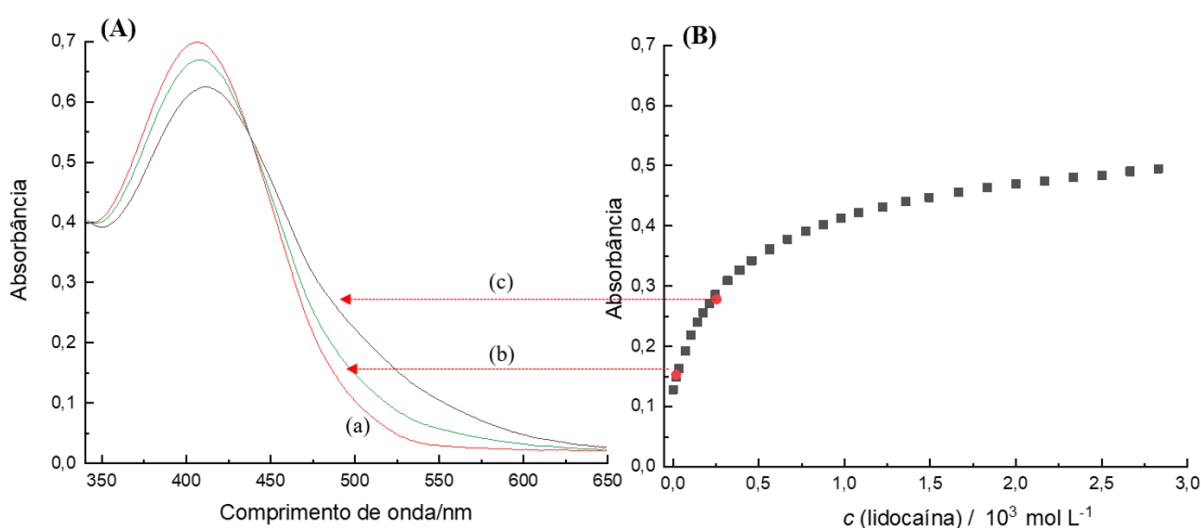 (A)
0,7
0,6
0,5
0,4
0,3
0,2
0,1
0,0
Absorbância
350 400 450 500 550 600 650
Comprimento de onda/nm
(c)
(b)
(a)
(B)
0,7
0,6
0,5
0,4
0,3
0,2
0,1
0,0
Absorbância
0,0 0,5 1,0 1,5 2,0 2,5 3,0
c (lidocaína) / 10³ mol L⁻¹